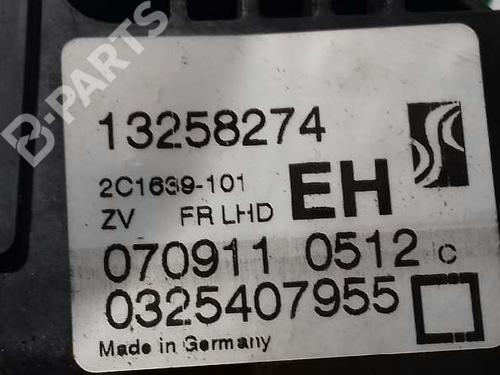 B-PARTS
13258274
2C1639-101
ZV FR LHD EH
070911 0512 C
0325407955
Made in Germany